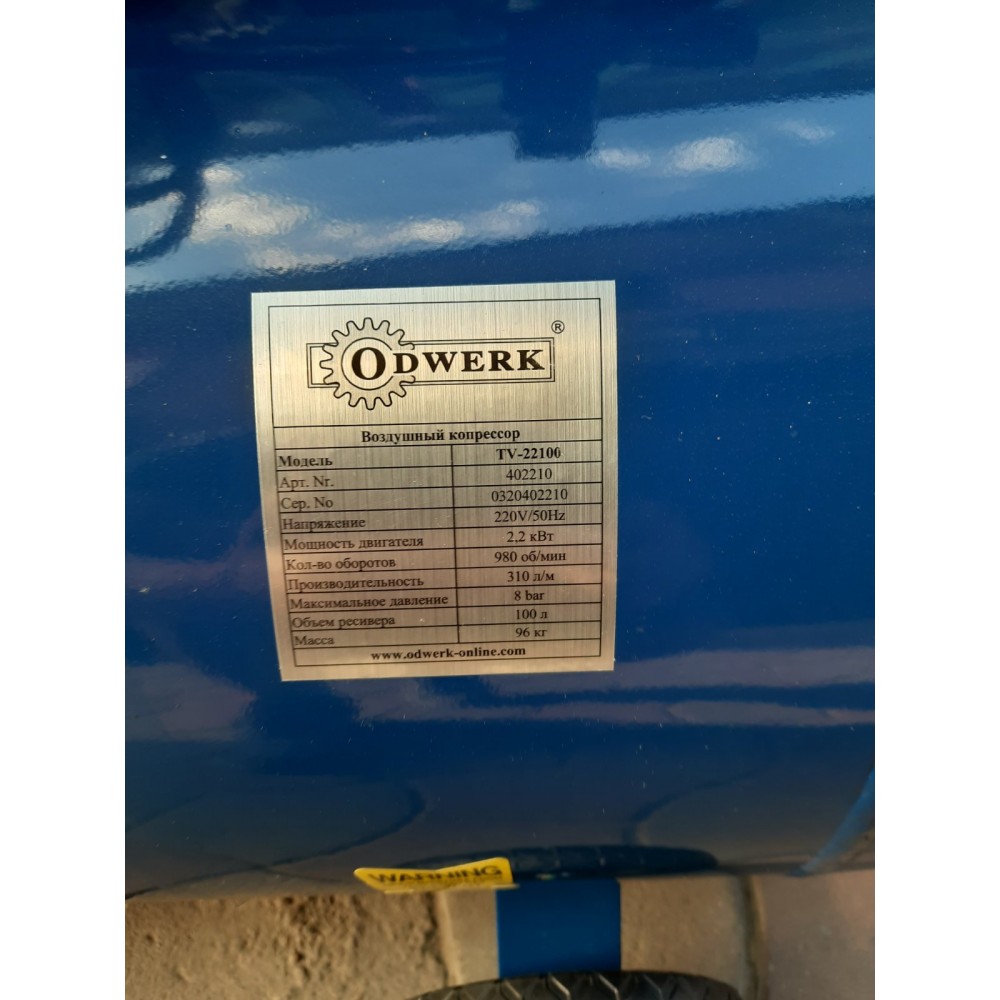 ODWERK ®
Воздушный копрессор
Модель TV-22100
Арт. Nr. 402210
Сер. No 0320402210
Напряжение 220V/50Hz
Мощность двигателя 2,2 кВт
Кол-во оборотов 980 об/мин
Производительность 310 л/м
Максимальное давление 8 bar
Объем ресивера 100 л
Масса 96 кг
www.odwerk-online.com
WARNING